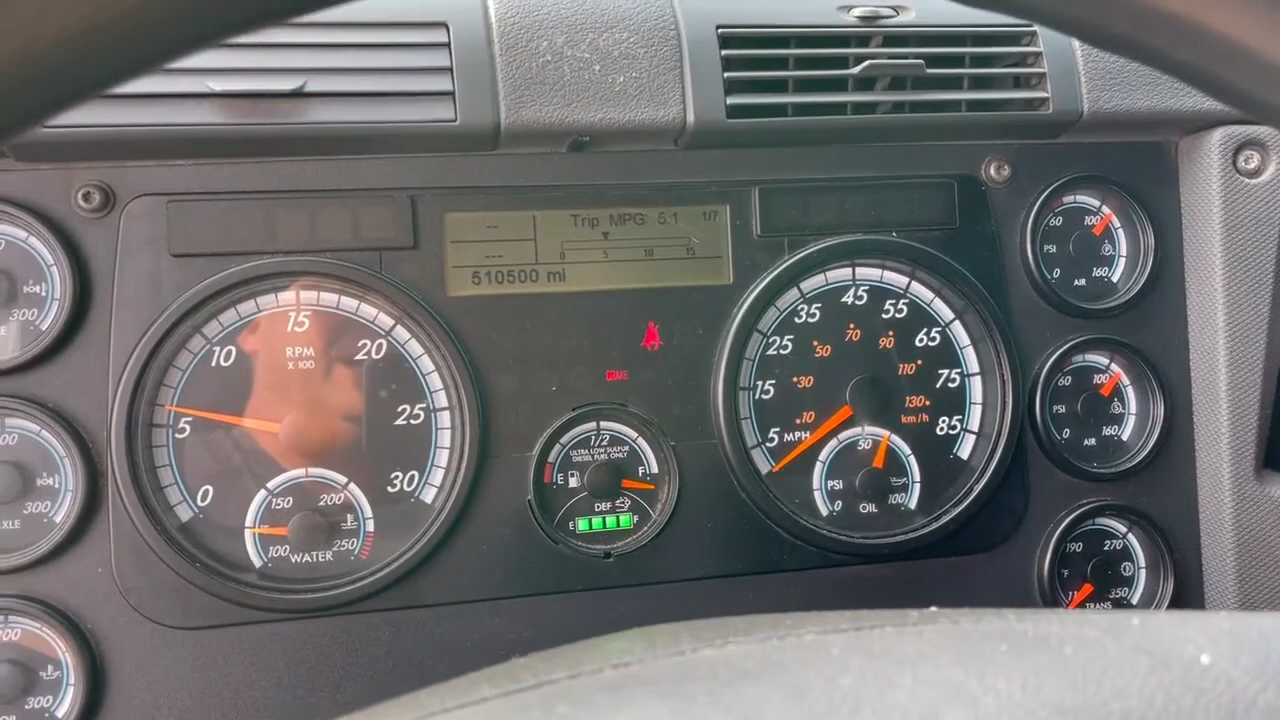 300
00
300
XLE
200
300
OIL
0
5
10
15
20
25
30
RPM
X 100
100
150
200
250
WATER
-- Trip MPG 5.1 1/7
---
0 5 10 15
510500 mi
BRAKE
1/2
ULTRA LOW SULFUR
DIESEL FUEL ONLY
E F
DEF
E F
5 MPH
15
25
35
45
55
65
75
85
10
30
50
70
90
110
130
km/h
PSI
0
50
100
OIL
60 100
PSI
0 160
AIR
60 100
PSI
0 160
AIR
190 270
°F
350
TRANS